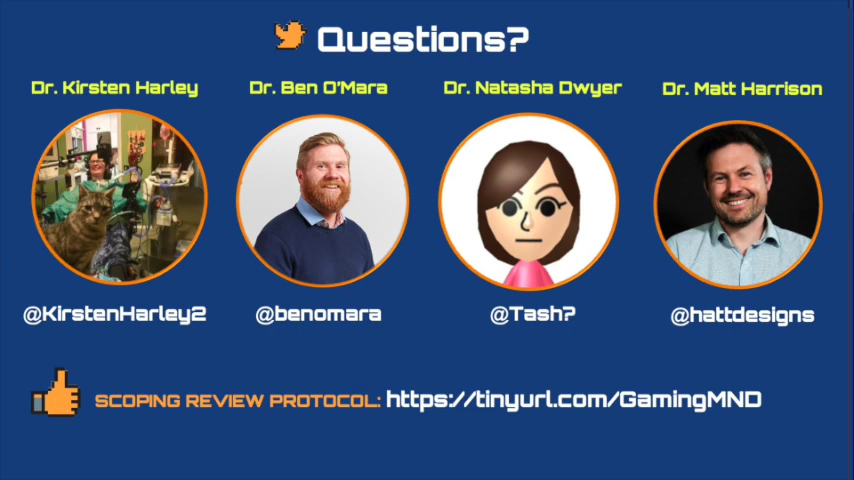 Questions?
Dr. Kirsten Harley
Dr. Ben O'Mara
Dr. Natasha Dwyer
Dr. Matt Harrison
@KirstenHarley2
@benomara
@Tash?
@hattdesigns
SCOPING REVIEW PROTOCOL: https://tinyurl.com/GamingMND